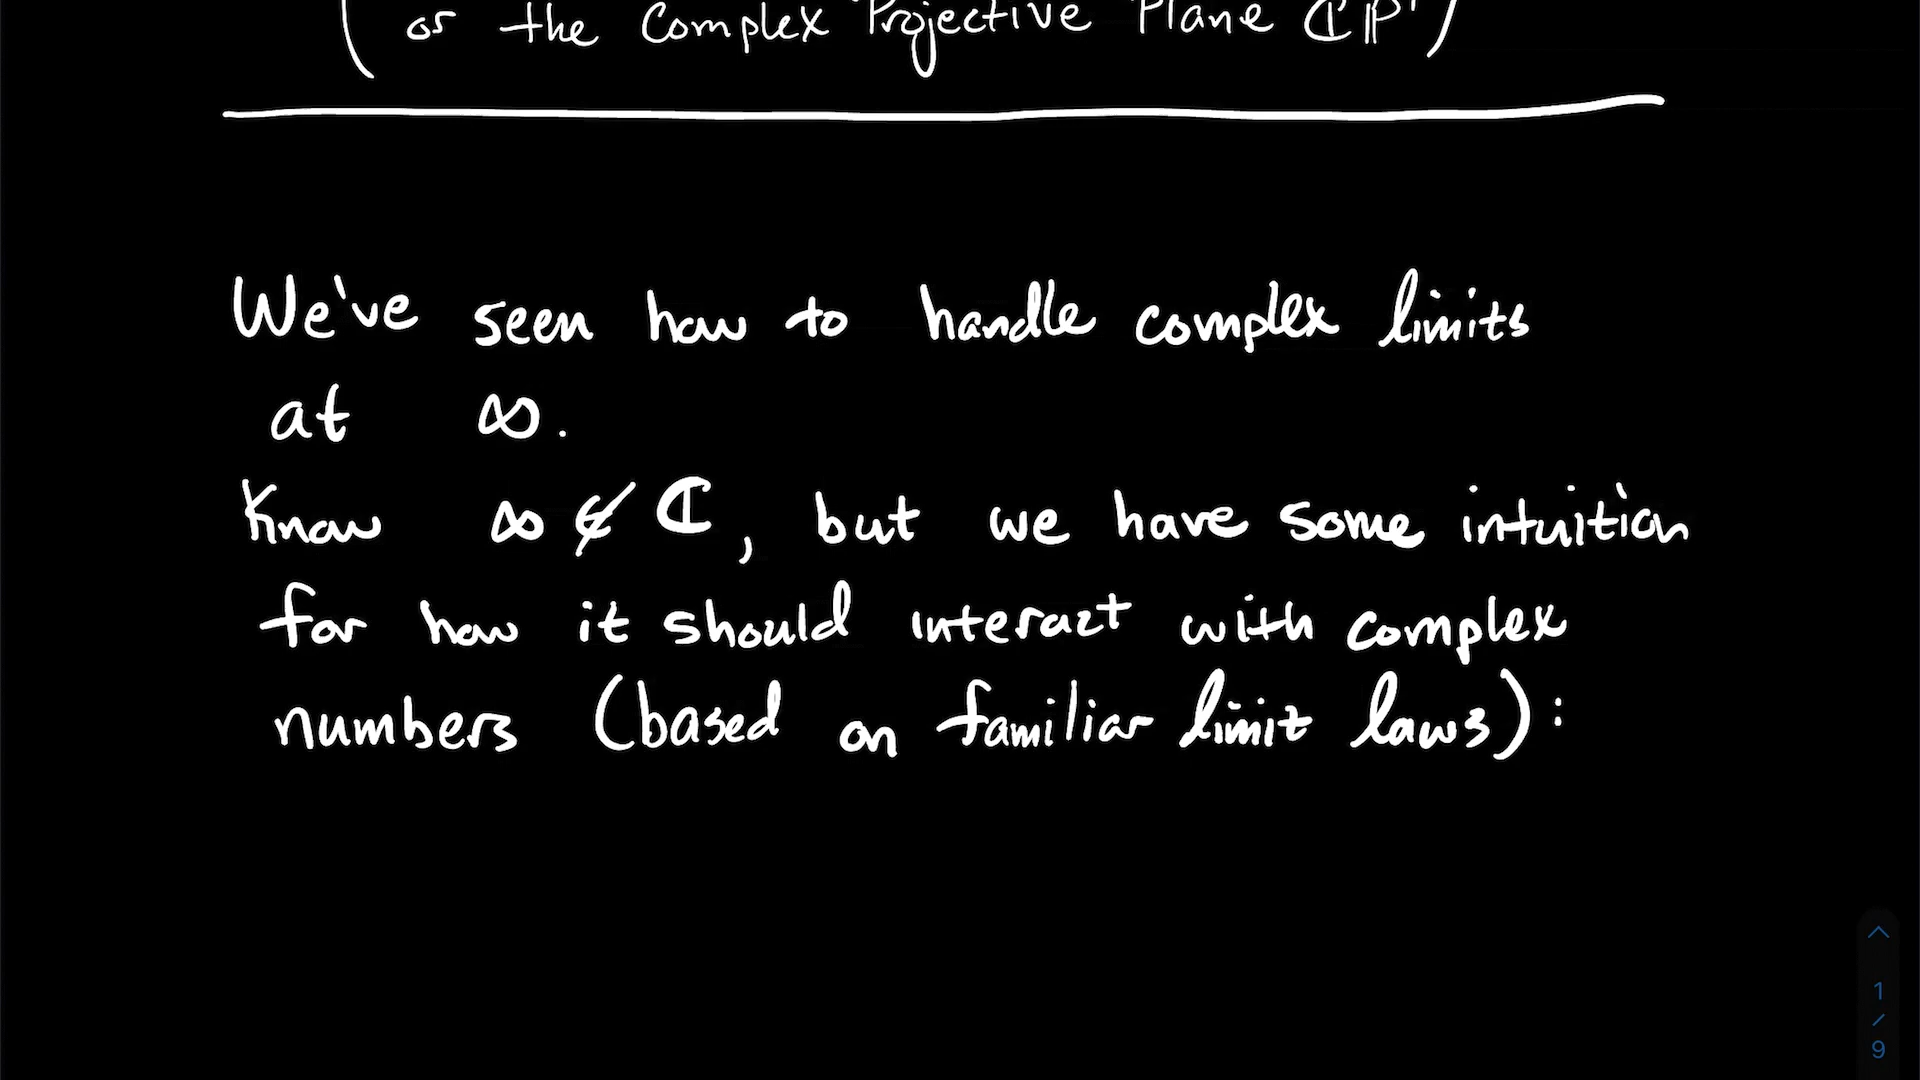 (or the Complex Projective Plane ℂℙ¹)
We've seen how to handle complex limits
at ∞.
Know ∞ ∉ ℂ, but we have some intuition
for how it should interact with complex
numbers (based on familiar limit laws):
1
/
9